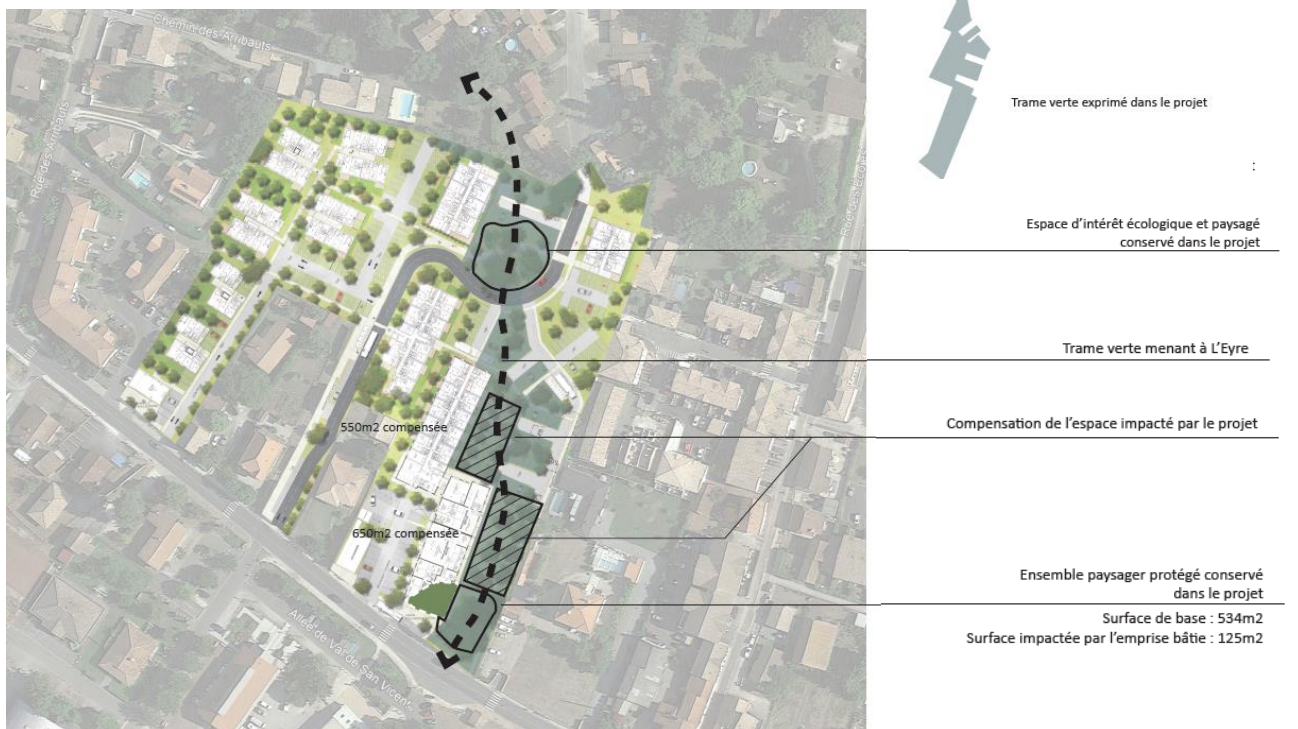 Chemin des Arribauts
Rue des Arribauts
Rue des Ecoles
Trame verte exprimé dans le projet
:
Espace d'intérêt écologique et paysagé
conservé dans le projet
Trame verte menant à L'Eyre
Compensation de l'espace impacté par le projet
550m2 compensée
650m2 compensée
Ensemble paysager protégé conservé
dans le projet
Surface de base : 534m2
Surface impactée par l'emprise bâtie : 125m2
Allée de Val de San Vicente